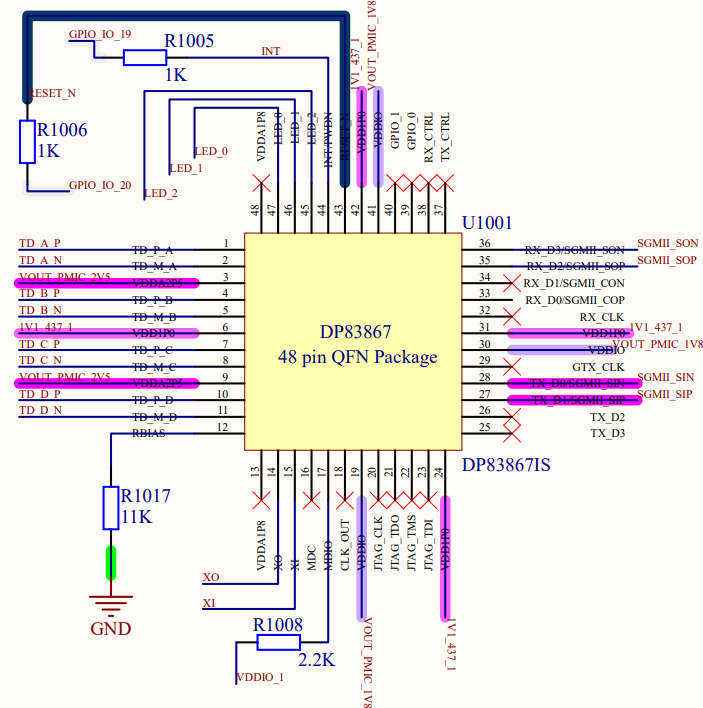 GPIO_IO_19
R1005
1K
INT
1V1_437_1
VOUT_PMIC_1V8
RESET_N
R1006
1K
GPIO_IO_20
LED_0
LED_1
LED_2
VDDA1P8
LED_0
LED_1
LED_2
INT/PWDN
RESET_N
VDD1P0
VDDIO
GPIO_1
GPIO_0
RX_CTRL
TX_CTRL
48
47
46
45
44
43
42
41
40
39
38
37
U1001
TD_A_P
TD_P_A
1
TD_A_N
TD_M_A
2
VOUT_PMIC_2V5
VDDA2P5
3
TD_B_P
TD_P_B
4
TD_B_N
TD_M_B
5
1V1_437_1
VDD1P0
6
TD_C_P
TD_P_C
7
TD_C_N
TD_M_C
8
VOUT_PMIC_2V5
VDDA2P5
9
TD_D_P
TD_P_D
10
TD_D_N
TD_M_D
11
RBIAS
12
DP83867
48 pin QFN Package
36
RX_D3/SGMII_SON
SGMII_SON
35
RX_D2/SGMII_SOP
SGMII_SOP
34
RX_D1/SGMII_CON
33
RX_D0/SGMII_COP
32
RX_CLK
31
VDD1P0
1V1_437_1
30
VDDIO
VOUT_PMIC_1V8
29
GTX_CLK
28
TX_D0/SGMII_SIN
SGMII_SIN
27
TX_D1/SGMII_SIP
SGMII_SIP
26
TX_D2
25
TX_D3
DP83867IS
13
14
15
16
17
18
19
20
21
22
23
24
VDDA1P8
XO
XI
MDC
MDIO
CLK_OUT
VDDIO
JTAG_CLK
JTAG_TDO
JTAG_TMS
JTAG_TDI
VDD1P0
R1017
11K
GND
XO
XI
R1008
2.2K
VDDIO_1
VOUT_PMIC_1V8
1V1_437_1